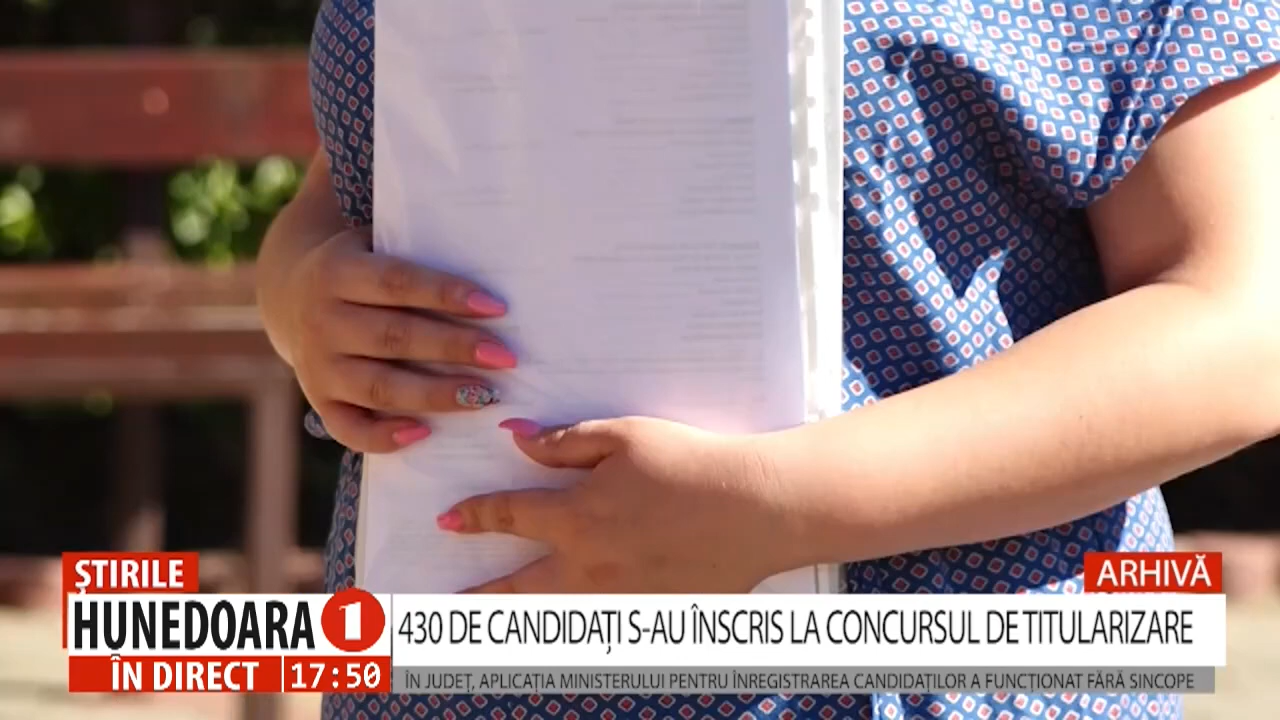 ŞTIRILE
HUNEDOARA 1
ÎN DIRECT 17:50
ARHIVĂ
430 DE CANDIDAȚI S-AU ÎNSCRIS LA CONCURSUL DE TITULARIZARE
ÎN JUDEȚ, APLICAȚIA MINISTERULUI PENTRU ÎNREGISTRAREA CANDIDAȚILOR A FUNCȚIONAT FĂRĂ SINCOPE